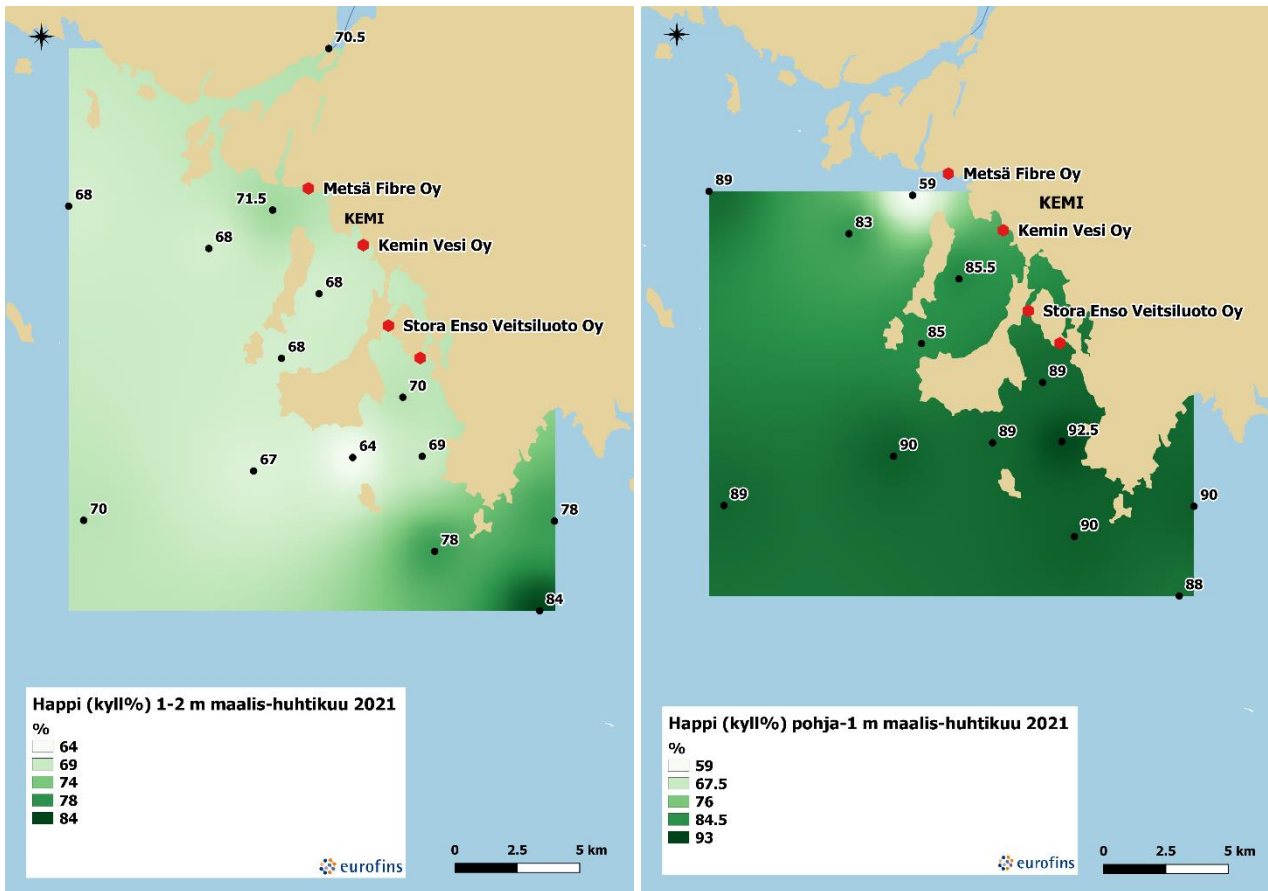 70.5
Metsä Fibre Oy
68
71.5
KEMI
68
Kemin Vesi Oy
68
Stora Enso Veitsiluoto Oy
68
70
64
69
67
70
78
78
84
Happi (kyll%) 1-2 m maalis-huhtikuu 2021
%
64
69
74
78
84
eurofins
0 2.5 5 km
Metsä Fibre Oy
89
59
KEMI
83
Kemin Vesi Oy
85.5
Stora Enso Veitsiluoto Oy
85
89
89
92.5
90
89
90
90
88
Happi (kyll%) pohja-1 m maalis-huhtikuu 2021
%
59
67.5
76
84.5
93
eurofins
0 2.5 5 km